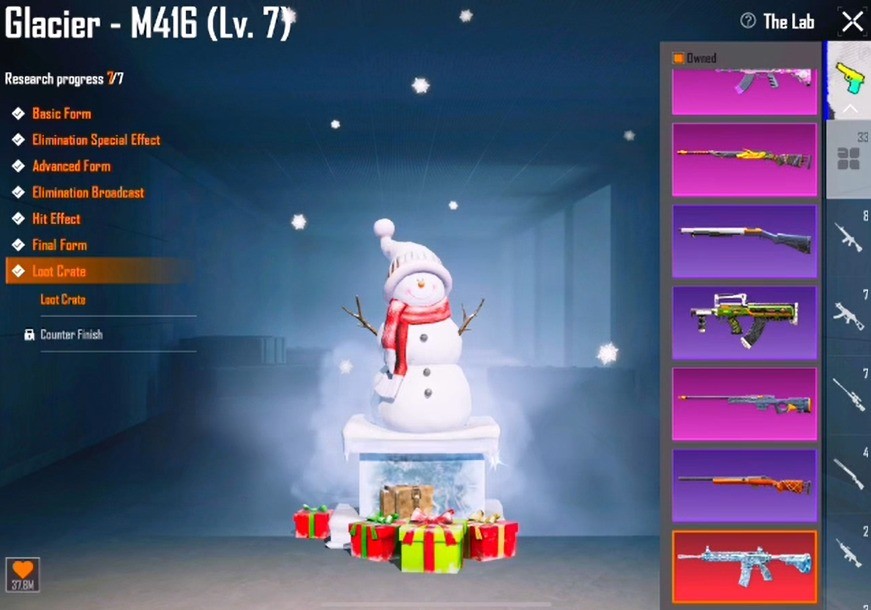 Glacier - M416 (Lv. 7)
The Lab
Research progress 7/7
Owned
Basic Form
Elimination Special Effect
Advanced Form
Elimination Broadcast
Hit Effect
Final Form
Loot Crate
Loot Crate
Counter Finish
33
8
7
7
4
2
37.8M